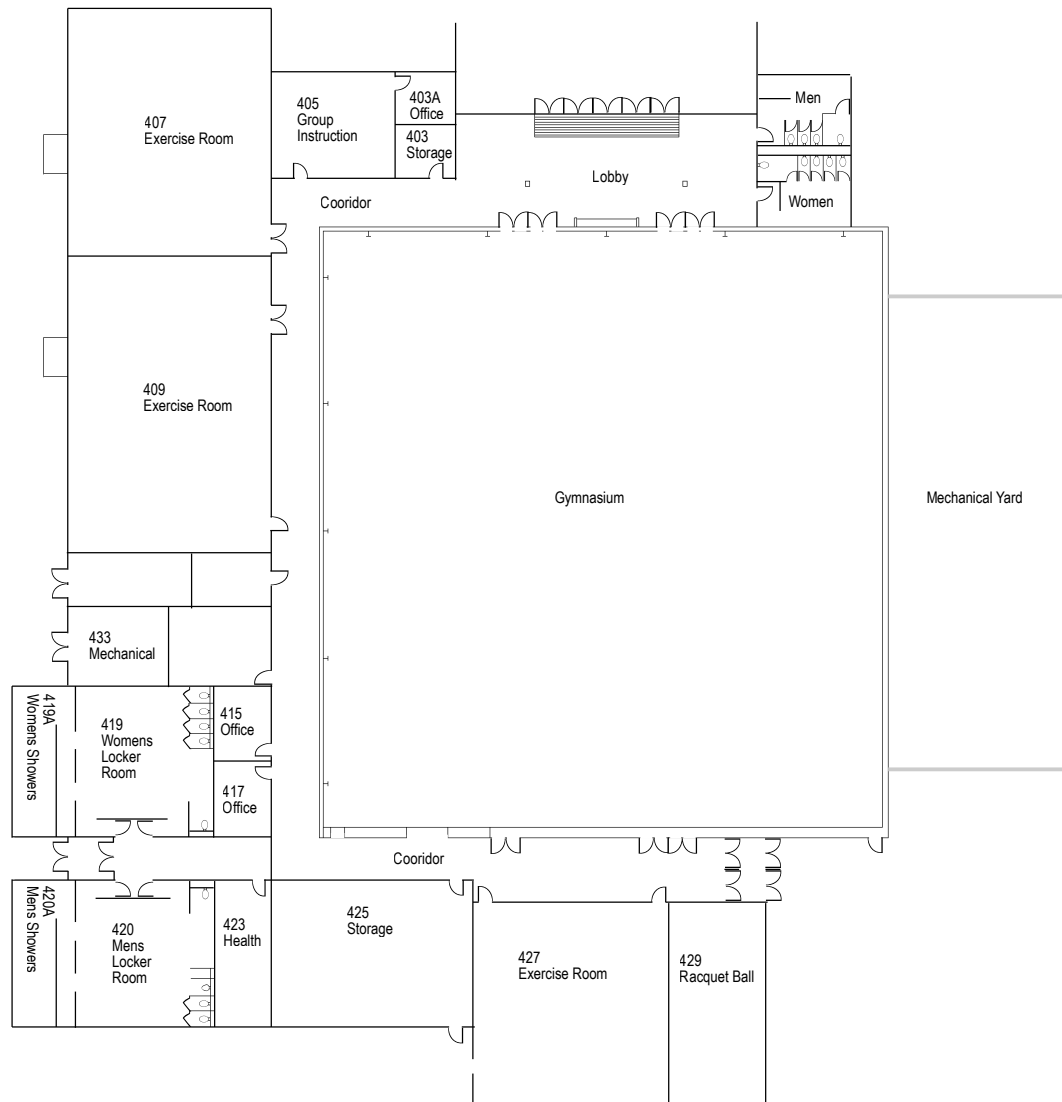 407
Exercise Room
405
Group
Instruction
403A
Office
403
Storage
Men
Lobby
Women
Cooridor
409
Exercise Room
Gymnasium
Mechanical Yard
433
Mechanical
419A
Womens Showers
419
Womens
Locker
Room
415
Office
417
Office
Cooridor
420A
Mens Showers
420
Mens
Locker
Room
423
Health
425
Storage
427
Exercise Room
429
Racquet Ball